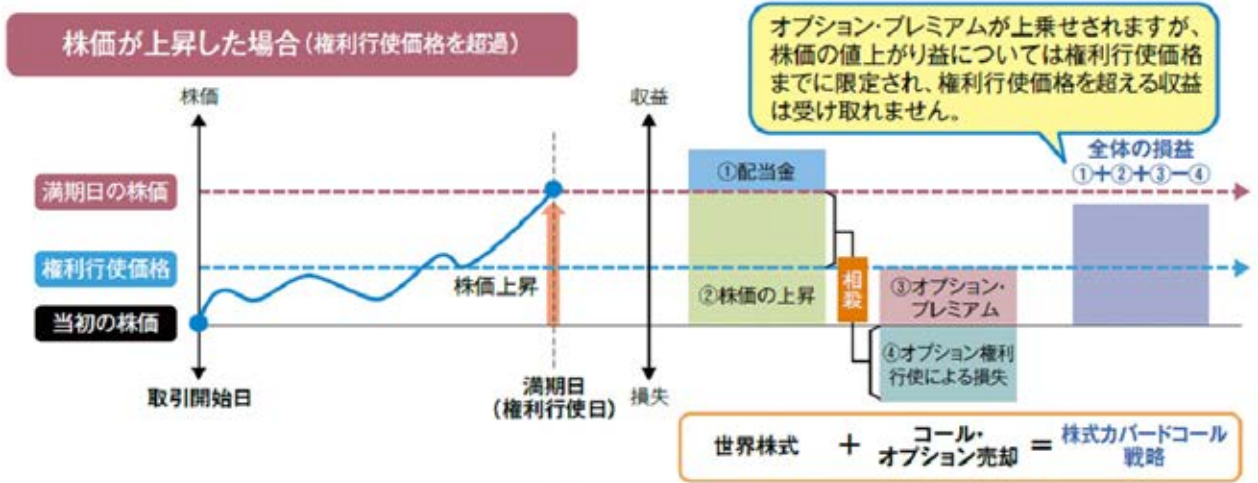 株価が上昇した場合(権利行使価格を超過)
オプション・プレミアムが上乗せされますが、
株価の値上がり益については権利行使価格
までに限定され、権利行使価格を超える収益
は受け取れません。
株価
収益
全体の損益
①+②+③-④
満期日の株価
①配当金
権利行使価格
株価上昇
②株価の上昇
相殺
③オプション・
プレミアム
当初の株価
④オプション権利
行使による損失
取引開始日
満期日
(権利行使日)
損失
世界株式
+
コール・
オプション売却
=
株式カバードコール
戦略